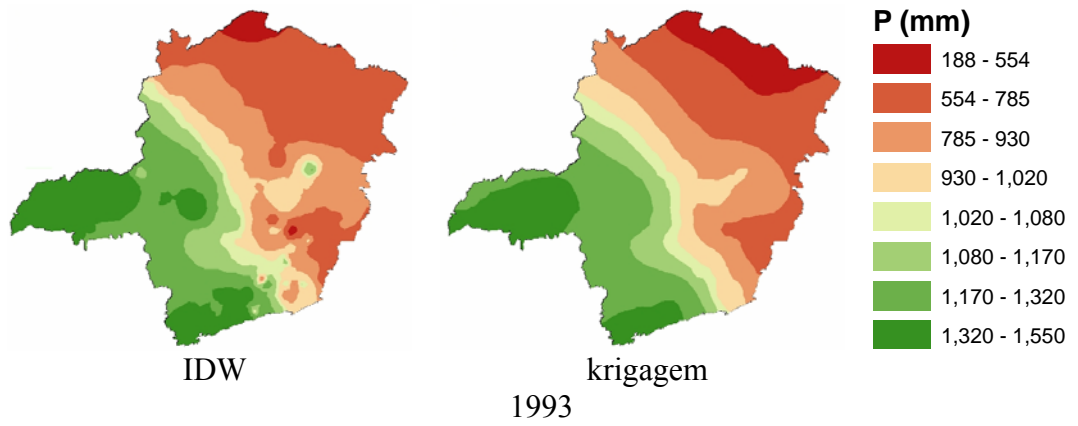 P (mm)
188 - 554
554 - 785
785 - 930
930 - 1,020
1,020 - 1,080
1,080 - 1,170
1,170 - 1,320
1,320 - 1,550
IDW
krigagem
1993